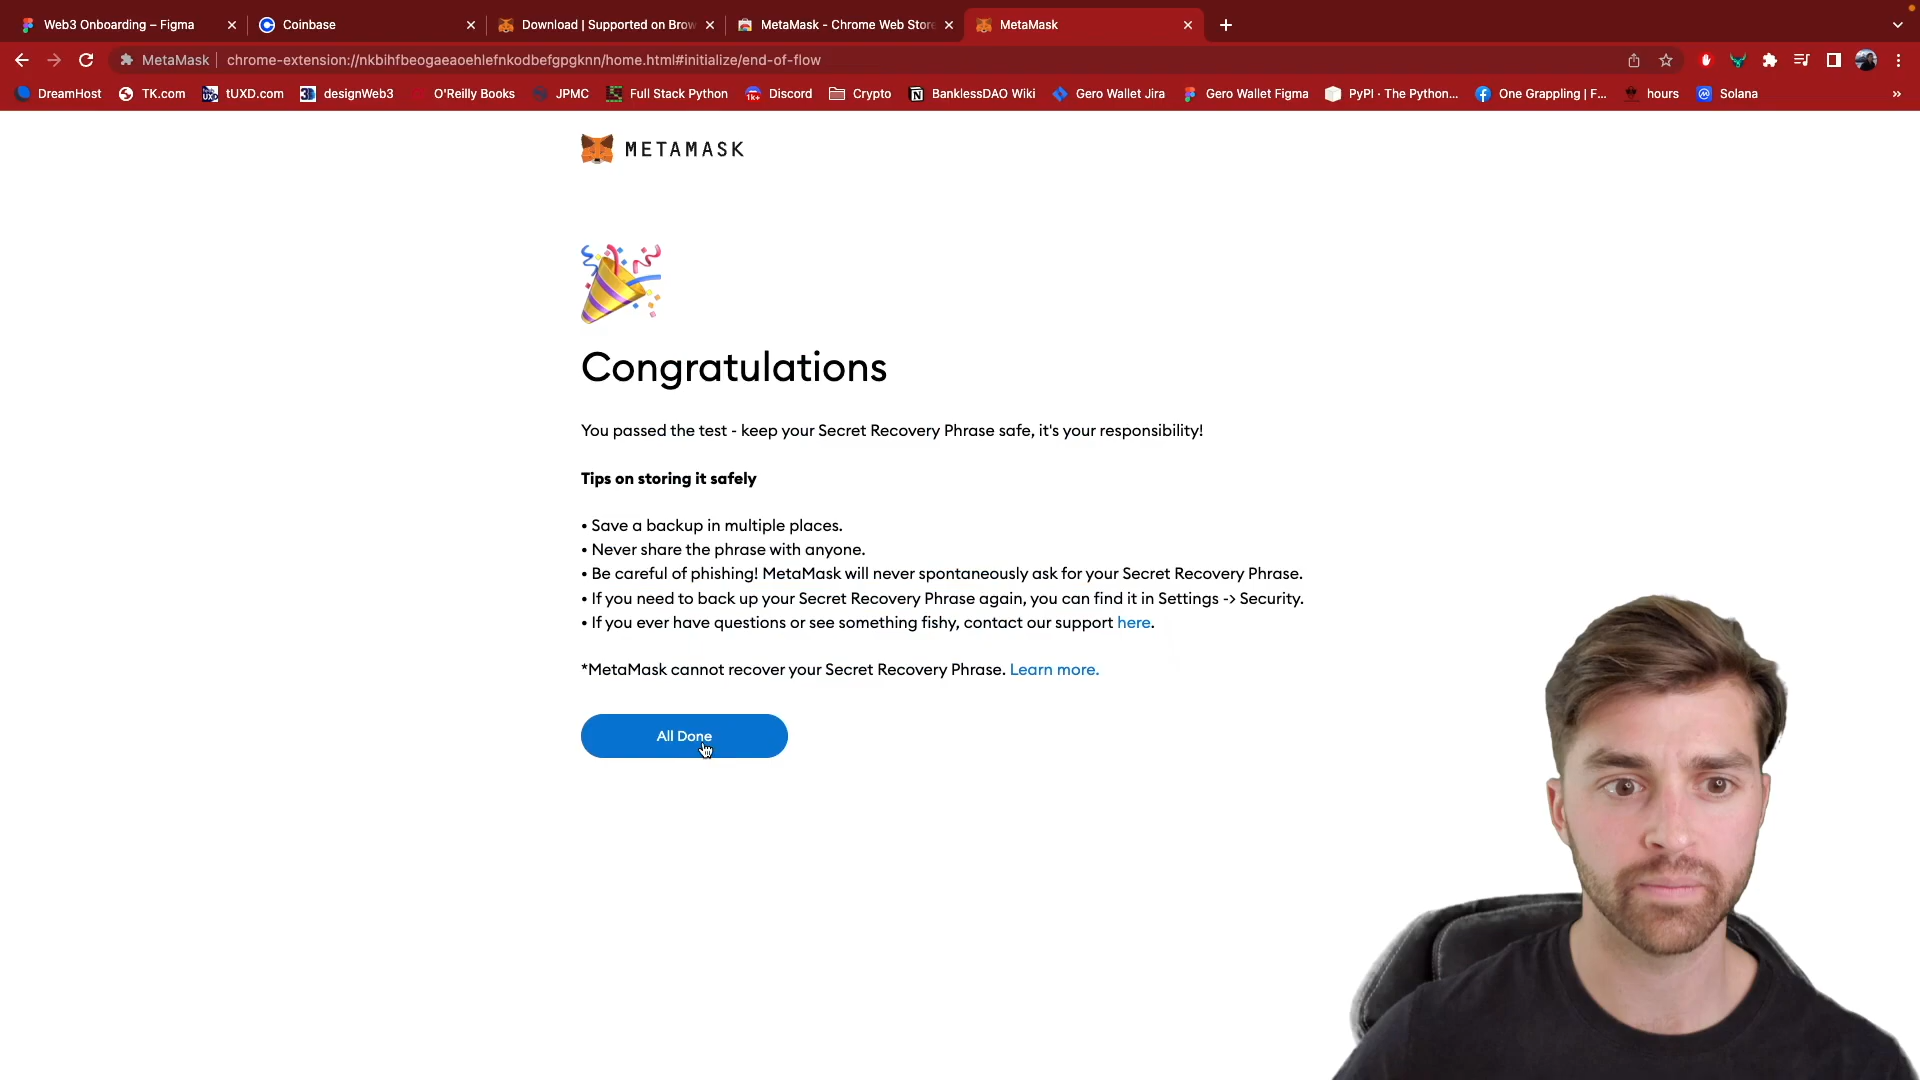 Web3 Onboarding – Figma
Coinbase
Download | Supported on Brow
MetaMask - Chrome Web Store
MetaMask
MetaMask
chrome-extension://nkbihfbeogaeaoehlefnkodbefgpgknn/home.html#initialize/end-of-flow
DreamHost
TK.com
tUXD.com
designWeb3
O'Reilly Books
JPMC
Full Stack Python
Discord
Crypto
BanklessDAO Wiki
Gero Wallet Jira
Gero Wallet Figma
PyPI · The Python...
One Grappling | F...
hours
Solana
METAMASK
Congratulations
You passed the test - keep your Secret Recovery Phrase safe, it's your responsibility!
Tips on storing it safely
• Save a backup in multiple places.
• Never share the phrase with anyone.
• Be careful of phishing! MetaMask will never spontaneously ask for your Secret Recovery Phrase.
• If you need to back up your Secret Recovery Phrase again, you can find it in Settings -> Security.
• If you ever have questions or see something fishy, contact our support here.
*MetaMask cannot recover your Secret Recovery Phrase. Learn more.
All Done